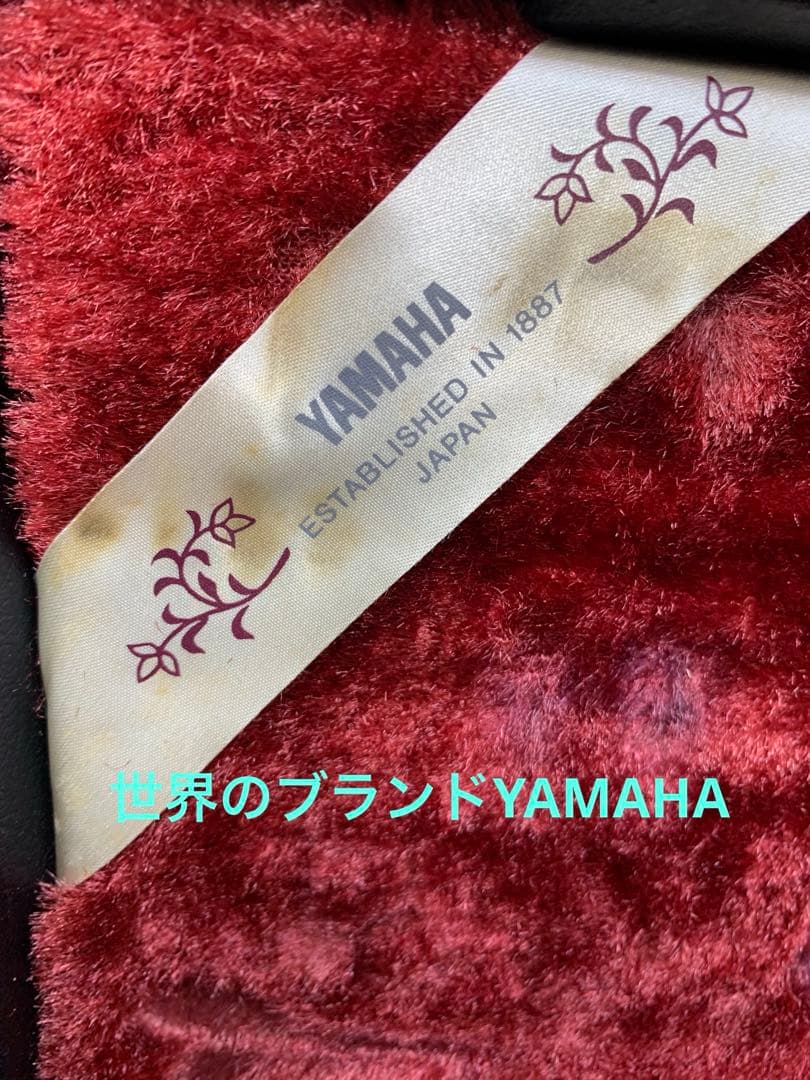 YAMAHA
ESTABLISHED IN 1887
JAPAN
世界のブランドYAMAHA